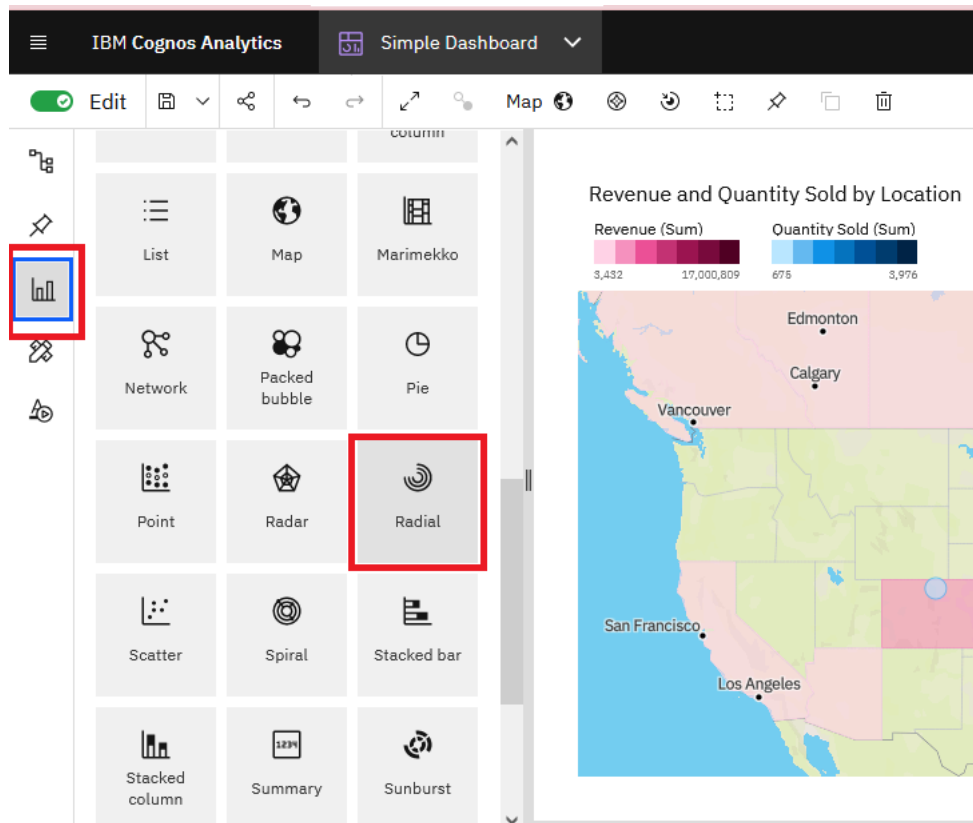 IBM Cognos Analytics
Simple Dashboard
Edit
Map
column
List
Map
Marimekko
Network
Packed
bubble
Pie
Point
Radar
Radial
Scatter
Spiral
Stacked bar
Stacked
column
1234
Summary
Sunburst
Revenue and Quantity Sold by Location
Revenue (Sum)
Quantity Sold (Sum)
3,432
17,000,809
675
3,976
Edmonton
Calgary
Vancouver
San Francisco
Los Angeles